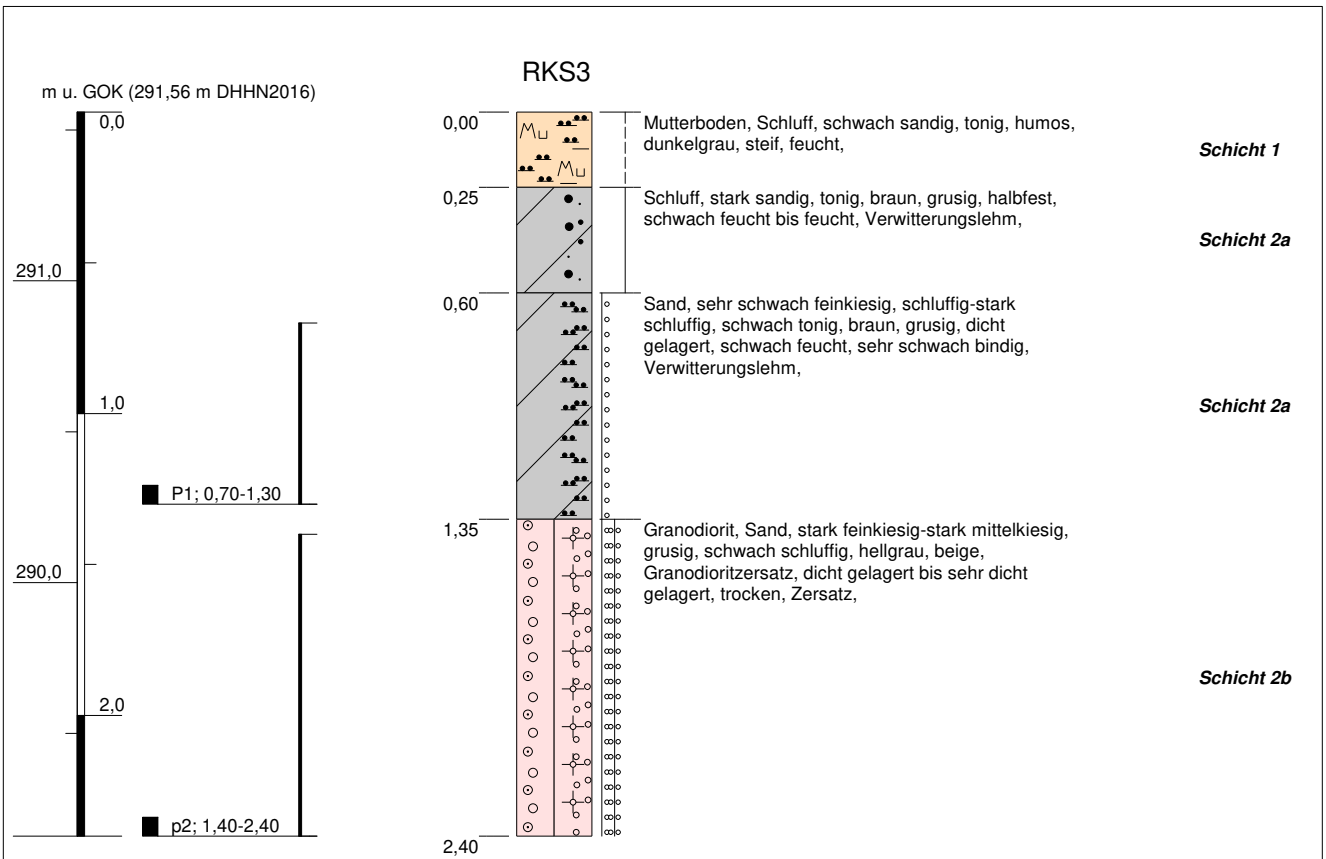 RKS3
m u. GOK (291,56 m DHHN2016)
0,0
291,0
1,0
P1; 0,70-1,30
290,0
2,0
p2; 1,40-2,40
0,00
Mu
Mu
Mutterboden, Schluff, schwach sandig, tonig, humos,
dunkelgrau, steif, feucht,
Schicht 1
0,25
Schluff, stark sandig, tonig, braun, grusig, halbfest,
schwach feucht bis feucht, Verwitterungslehm,
Schicht 2a
0,60
Sand, sehr schwach feinkiesig, schluffig-stark
schluffig, schwach tonig, braun, grusig, dicht
gelagert, schwach feucht, sehr schwach bindig,
Verwitterungslehm,
Schicht 2a
1,35
Granodiorit, Sand, stark feinkiesig-stark mittelkiesig,
grusig, schwach schluffig, hellgrau, beige,
Granodioritzersatz, dicht gelagert bis sehr dicht
gelagert, trocken, Zersatz,
Schicht 2b
2,40